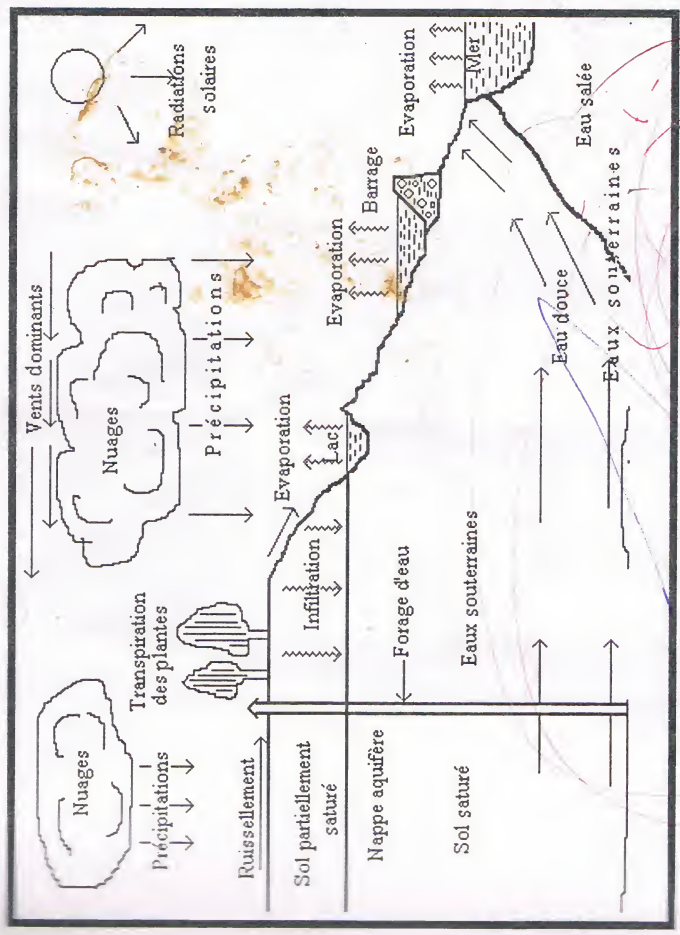 Vents dominants
Nuages
Nuages
Radiations
solaires
Transpiration
des plantes
Précipitations
Précipitations
Ruissellement
Evaporation
Sol partiellement
saturé
Infiltration
Lac
Evaporation
Barrage
Nappe aquifère
Forage d'eau
Evaporation
Mer
Sol saturé
Eaux souterraines
Eau douce
Eau salée
Eaux souterraines